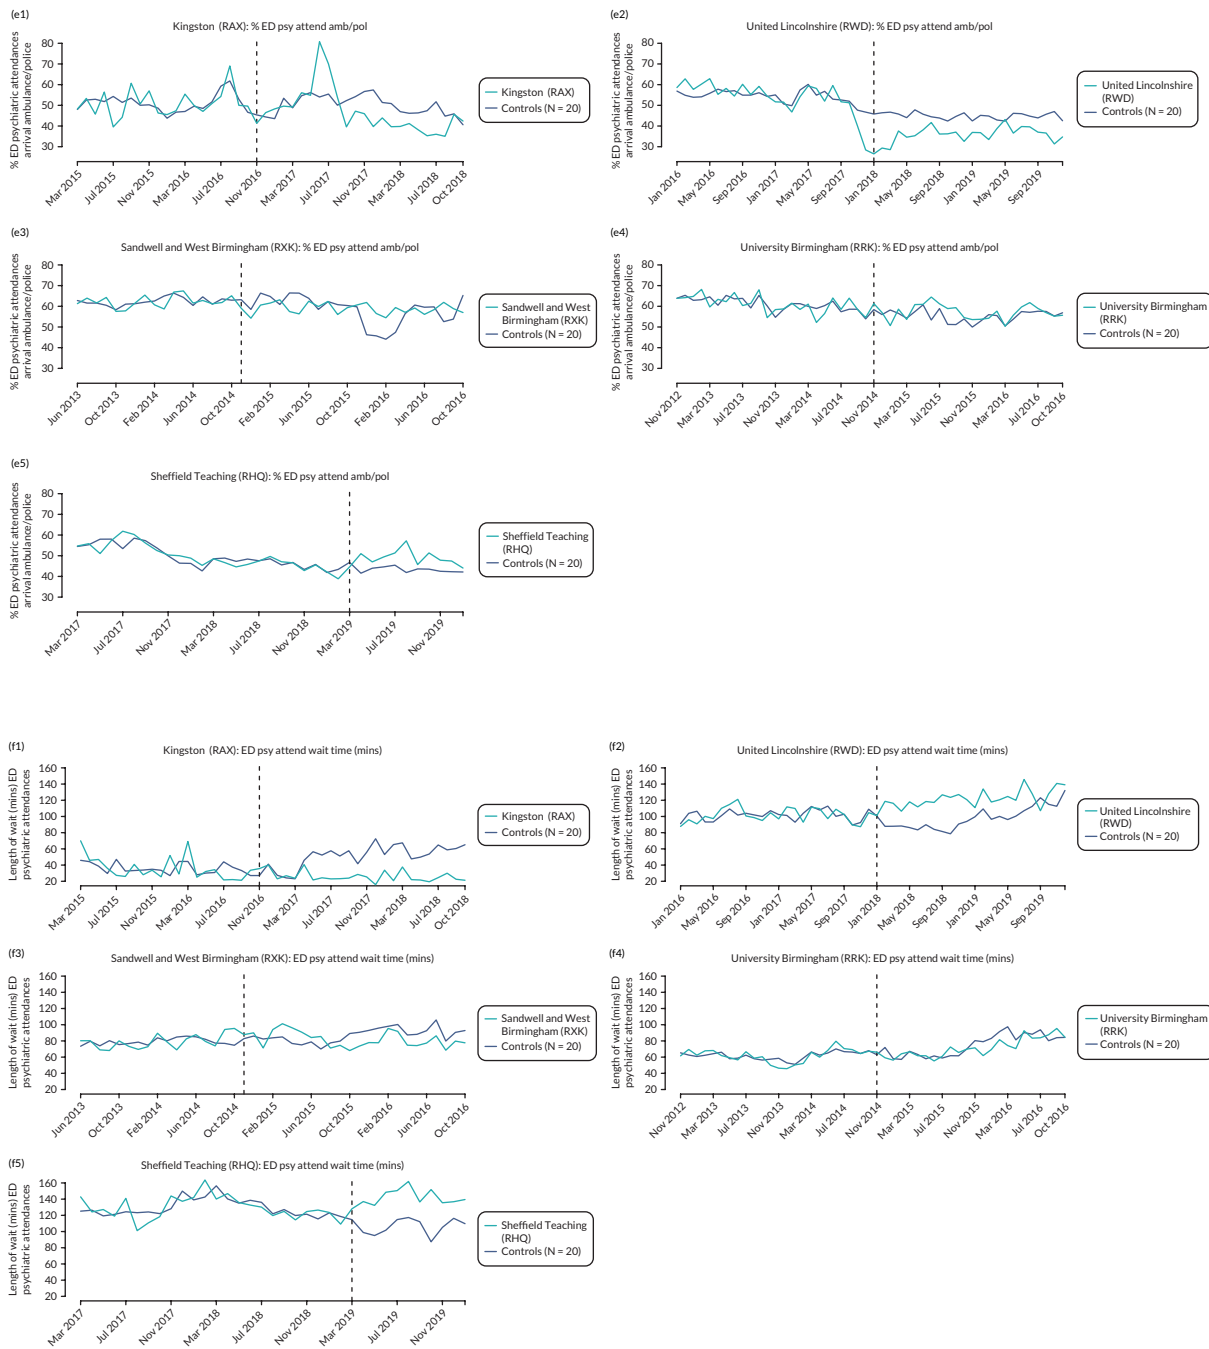 (e1)
Kingston (RAX): % ED psy attend amb/pol
% ED psychiatric attendances
arrival ambulance/police
80
70
60
50
40
30
Mar 2015
Jul 2015
Nov 2015
Mar 2016
Jul 2016
Nov 2016
Mar 2017
Jul 2017
Nov 2017
Mar 2018
Jul 2018
Oct 2018
Kingston (RAX)
Controls (N = 20)
(e2)
United Lincolnshire (RWD): % ED psy attend amb/pol
% ED psychiatric attendances
arrival ambulance/police
80
70
60
50
40
30
Jan 2016
May 2016
Sep 2016
Jan 2017
May 2017
Sep 2017
Jan 2018
May 2018
Sep 2018
Jan 2019
May 2019
Sep 2019
United Lincolnshire
(RWD)
Controls (N = 20)
(e3)
Sandwell and West Birmingham (RXK): % ED psy attend amb/pol
% ED psychiatric attendances
arrival ambulance/police
80
70
60
50
40
30
Jun 2013
Oct 2013
Feb 2014
Jun 2014
Oct 2014
Feb 2015
Jun 2015
Oct 2015
Feb 2016
Jun 2016
Oct 2016
Sandwell and West
Birmingham (RXK)
Controls (N = 20)
(e4)
University Birmingham (RRK): % ED psy attend amb/pol
% ED psychiatric attendances
arrival ambulance/police
80
70
60
50
40
30
Nov 2012
Mar 2013
Jul 2013
Nov 2013
Mar 2014
Jul 2014
Nov 2014
Mar 2015
Jul 2015
Nov 2015
Mar 2016
Jul 2016
Oct 2016
University Birmingham
(RRK)
Controls (N = 20)
(e5)
Sheffield Teaching (RHQ): % ED psy attend amb/pol
% ED psychiatric attendances
arrival ambulance/police
80
70
60
50
40
30
Mar 2017
Jul 2017
Nov 2017
Mar 2018
Jul 2018
Nov 2018
Mar 2019
Jul 2019
Nov 2019
Sheffield Teaching
(RHQ)
Controls (N = 20)
(f1)
Kingston (RAX): ED psy attend wait time (mins)
Length of wait (mins) ED
psychiatric attendances
160
140
120
100
80
60
40
20
Mar 2015
Jul 2015
Nov 2015
Mar 2016
Jul 2016
Nov 2016
Mar 2017
Jul 2017
Nov 2017
Mar 2018
Jul 2018
Oct 2018
Kingston (RAX)
Controls (N = 20)
(f2)
United Lincolnshire (RWD): ED psy attend wait time (mins)
Length of wait (mins) ED
psychiatric attendances
160
140
120
100
80
60
40
20
Jan 2016
May 2016
Sep 2016
Jan 2017
May 2017
Sep 2017
Jan 2018
May 2018
Sep 2018
Jan 2019
May 2019
Sep 2019
United Lincolnshire
(RWD)
Controls (N = 20)
(f3)
Sandwell and West Birmingham (RXK): ED psy attend wait time (mins)
Length of wait (mins) ED
psychiatric attendances
160
140
120
100
80
60
40
20
Jun 2013
Oct 2013
Feb 2014
Jun 2014
Oct 2014
Feb 2015
Jun 2015
Oct 2015
Feb 2016
Jun 2016
Oct 2016
Sandwell and West
Birmingham (RXK)
Controls (N = 20)
(f4)
University Birmingham (RRK): ED psy attend wait time (mins)
Length of wait (mins) ED
psychiatric attendances
160
140
120
100
80
60
40
20
Nov 2012
Mar 2013
Jul 2013
Nov 2013
Mar 2014
Jul 2014
Nov 2014
Mar 2015
Jul 2015
Nov 2015
Mar 2016
Jul 2016
Oct 2016
University Birmingham
(RRK)
Controls (N = 20)
(f5)
Sheffield Teaching (RHQ): ED psy attend wait time (mins)
Length of wait (mins) ED
psychiatric attendances
160
140
120
100
80
60
40
20
Mar 2017
Jul 2017
Nov 2017
Mar 2018
Jul 2018
Nov 2018
Mar 2019
Jul 2019
Nov 2019
Sheffield Teaching
(RHQ)
Controls (N = 20)